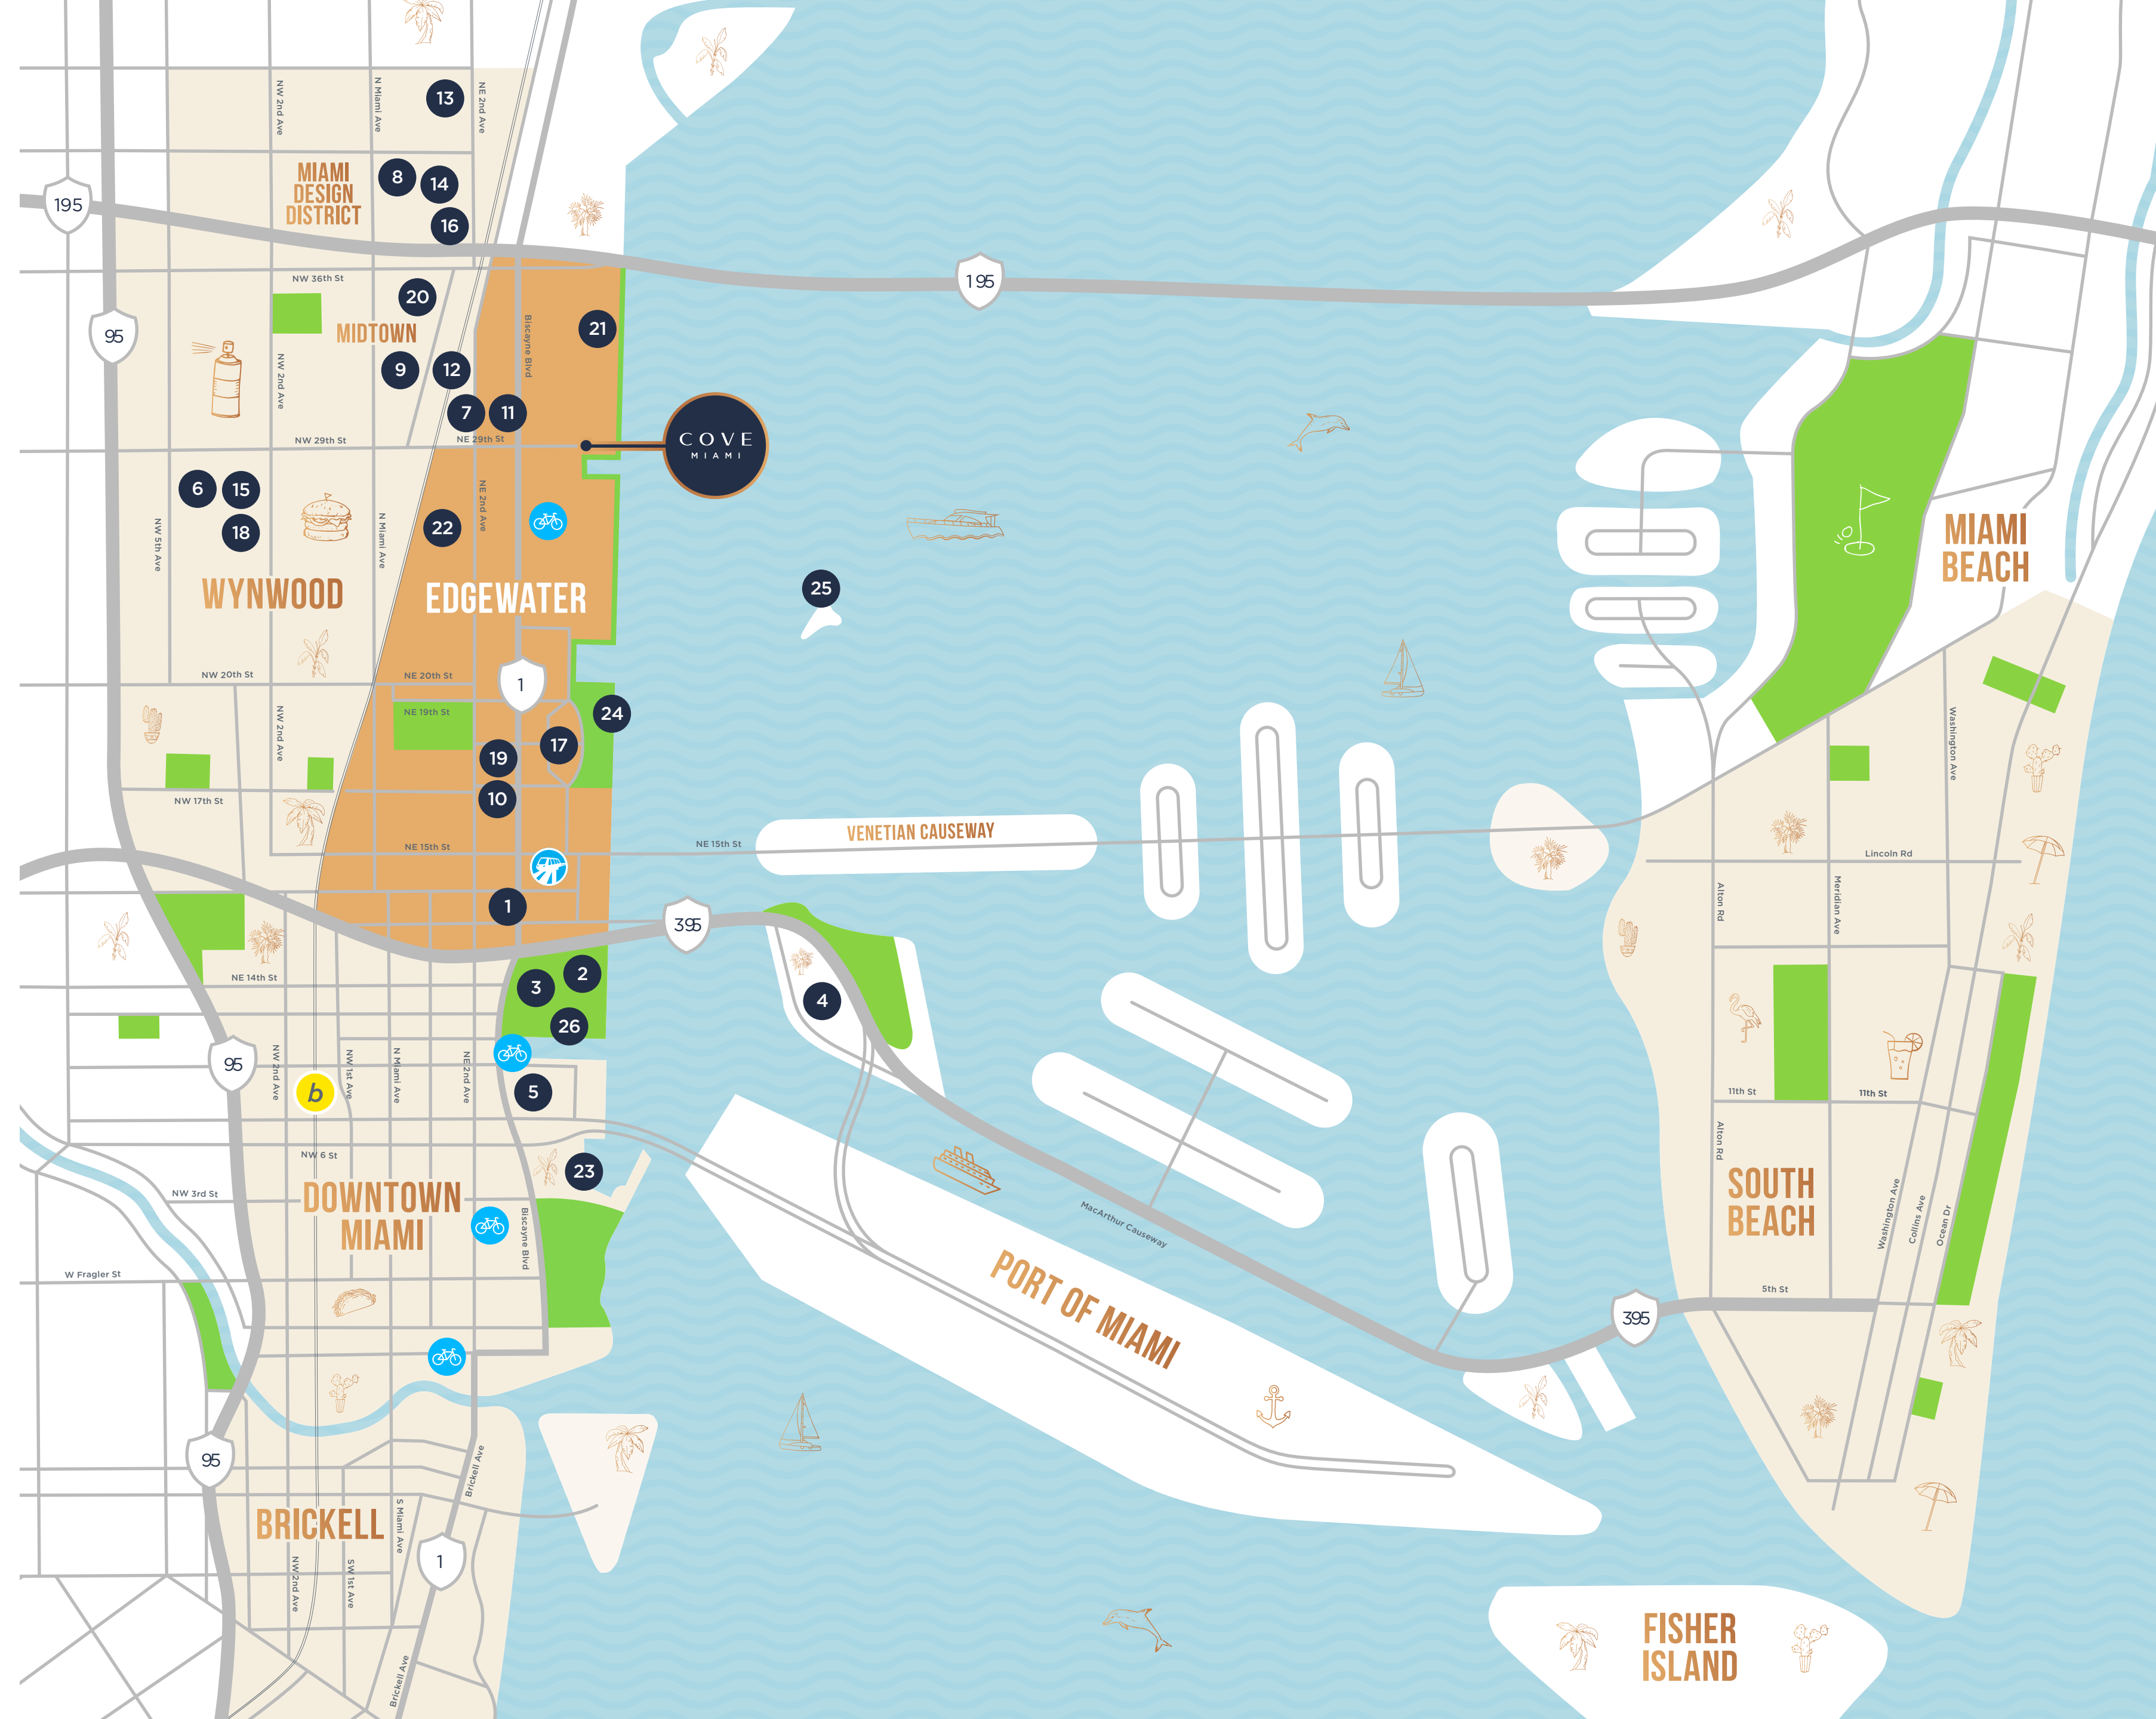 NW 2nd Ave
N Miami Ave
NE 2nd Ave
13
MIAMI
DESIGN
DISTRICT
8
14
16
195
195
NW 36th St
20
21
95
MIDTOWN
Biscayne Blvd
NW 2nd Ave
9
12
7
11
NW 29th St
NE 29th St
COVE
MIAMI
6
15
18
NW 5th Ave
N Miami Ave
22
NE 2nd Ave
MIAMI
BEACH
WYNWOOD
EDGEWATER
25
NW 20th St
NE 20th St
1
NE 19th St
24
NW 2nd Ave
17
19
10
NW 17th St
Washington Ave
VENETIAN CAUSEWAY
NE 15th St
NE 15th St
Lincoln Rd
1
395
Alton Rd
Meridian Ave
NE 14th St
2
3
26
4
95
NW 2nd Ave
NW 1st Ave
N Miami Ave
NE 2nd Ave
b
5
11th St
11th St
NW 6 St
23
Alton Rd
NW 3rd St
DOWNTOWN
MIAMI
Biscayne Blvd
MacArthur Causeway
SOUTH
BEACH
Washington Ave
Collins Ave
Ocean Dr
W Fragler St
PORT OF MIAMI
5th St
395
95
Brickell Ave
BRICKELL
S Miami Ave
1
NW 2nd Ave
SW 1st Ave
Brickell Ave
FISHER
ISLAND